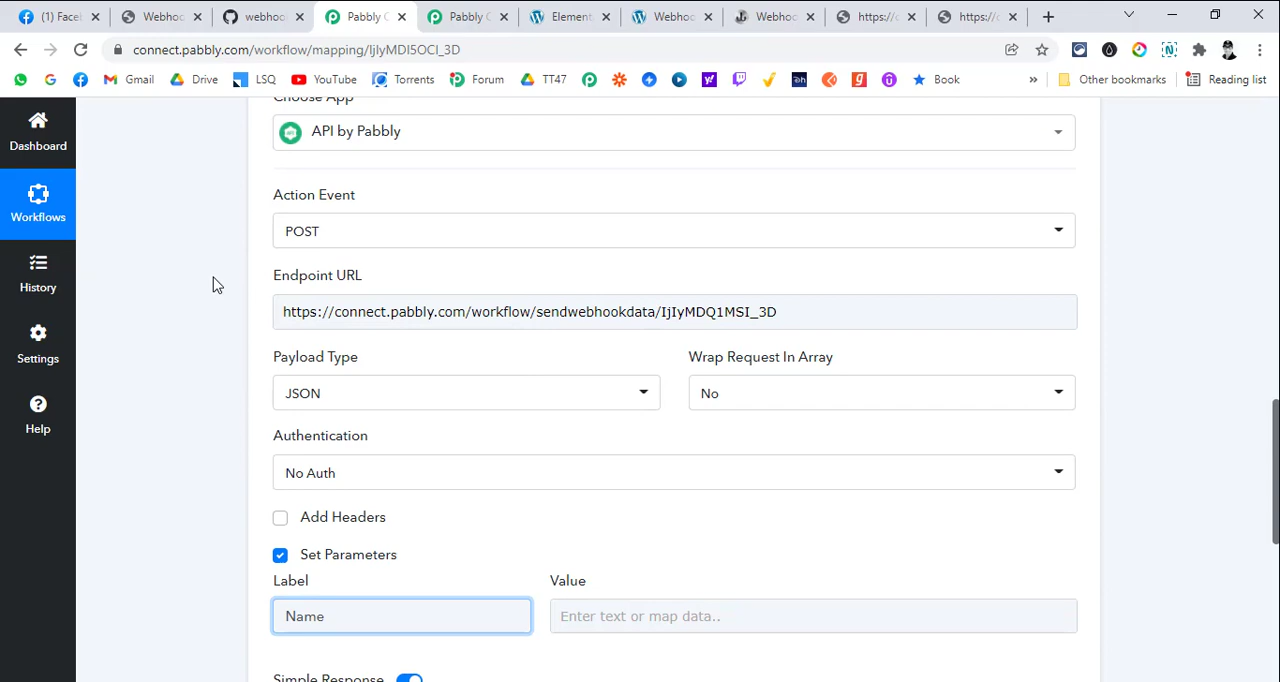 (1) Face
Webhoo
webhoo
Pabbly C
Pabbly C
Element
Webhoo
Webhoo
https://c
https://c
connect.pabbly.com/workflow/mapping/IjIyMDI5OCI_3D
Gmail
Drive
LSQ
YouTube
Torrents
Forum
TT47
Book
»
Other bookmarks
Reading list
Dashboard
Workflows
History
Settings
Help
Choose App
API by Pabbly
Action Event
POST
Endpoint URL
https://connect.pabbly.com/workflow/sendwebhookdata/IjIyMDQ1MSI_3D
Payload Type
Wrap Request In Array
JSON
No
Authentication
No Auth
Add Headers
Set Parameters
Label
Value
Name
Enter text or map data..
Simple Response